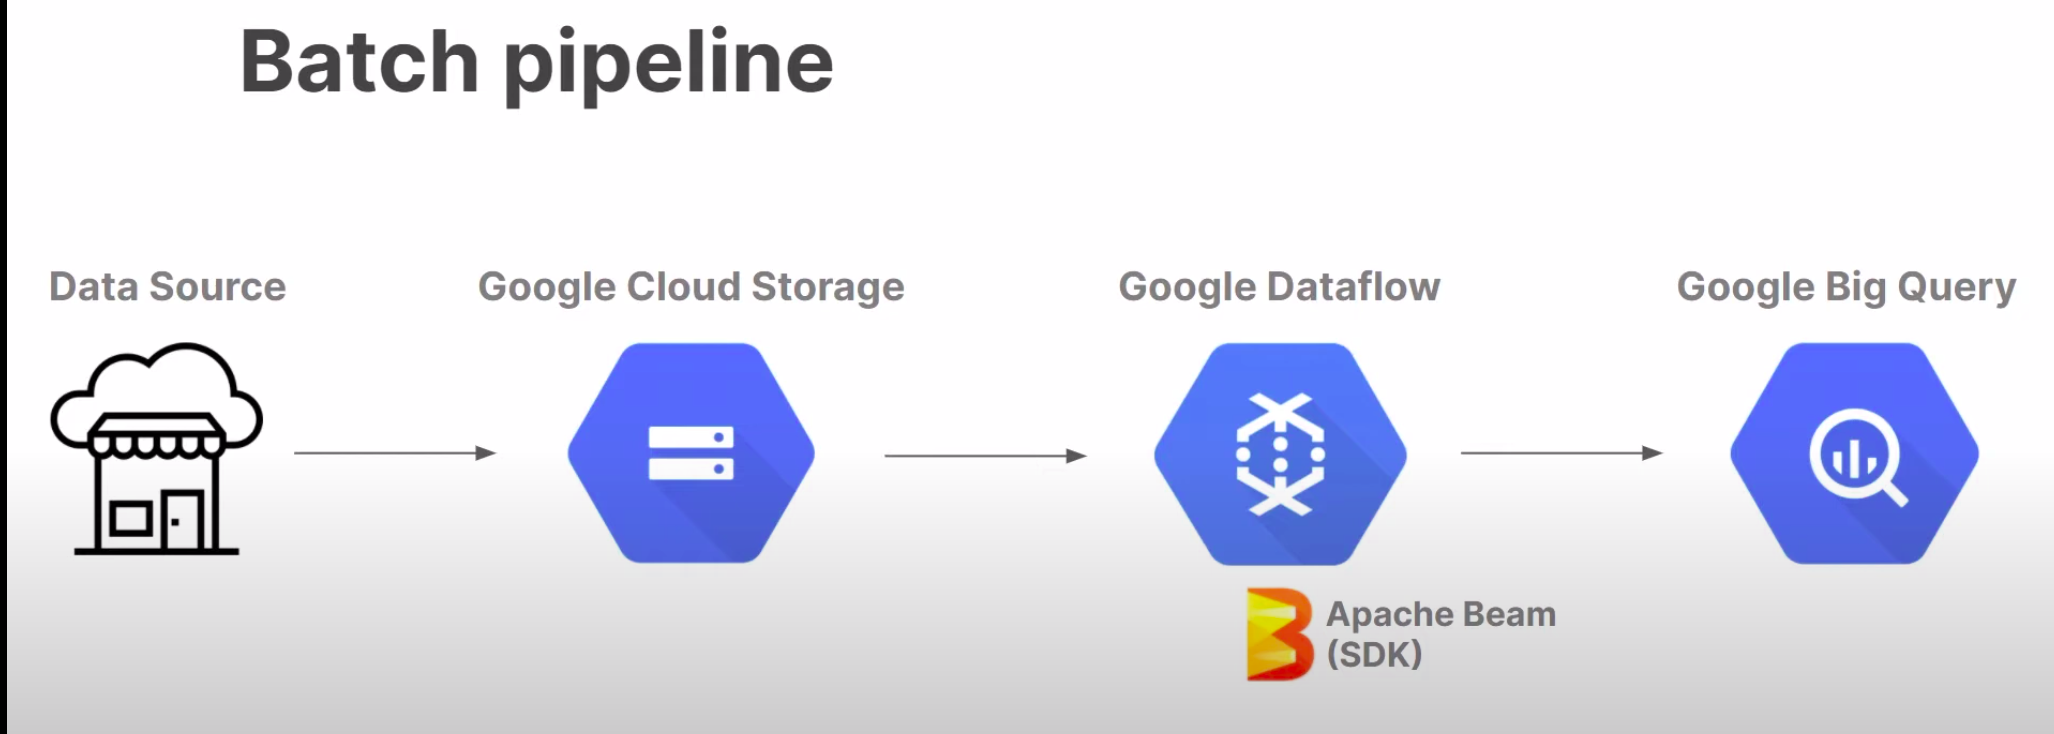 Batch pipeline
Data Source
Google Cloud Storage
Google Dataflow
Google Big Query
Apache Beam
(SDK)